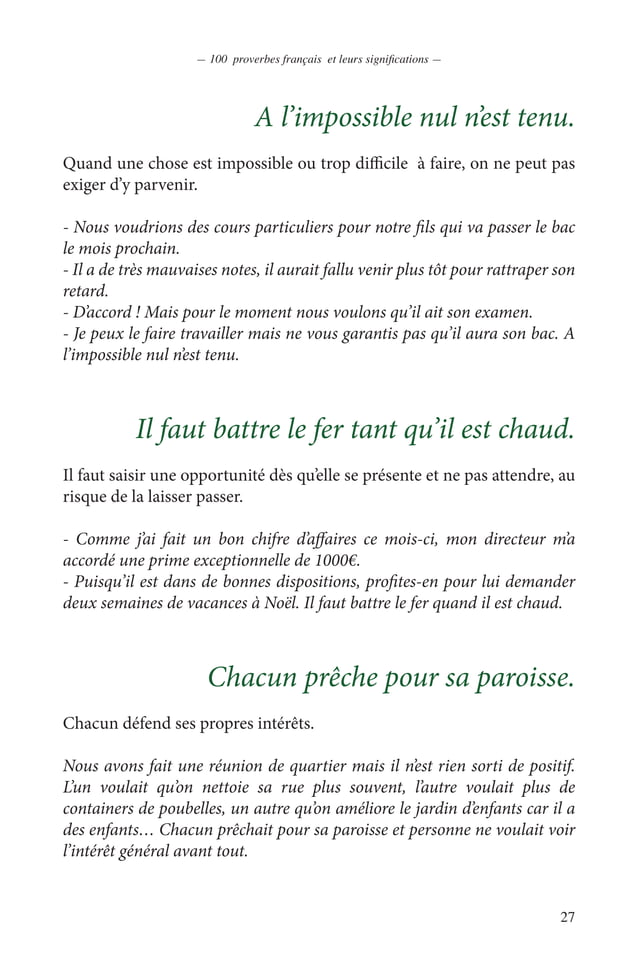 — 100 proverbes français et leurs significations —
A l’impossible nul n’est tenu.
Quand une chose est impossible ou trop difficile à faire, on ne peut pas
exiger d’y parvenir.
- Nous voudrions des cours particuliers pour notre fils qui va passer le bac
le mois prochain.
- Il a de très mauvaises notes, il aurait fallu venir plus tôt pour rattraper son
retard.
- D’accord ! Mais pour le moment nous voulons qu’il ait son examen.
- Je peux le faire travailler mais ne vous garantis pas qu’il aura son bac. A
l’impossible nul n’est tenu.
Il faut battre le fer tant qu’il est chaud.
Il faut saisir une opportunité dès qu’elle se présente et ne pas attendre, au
risque de la laisser passer.
- Comme j’ai fait un bon chifre d’affaires ce mois-ci, mon directeur m’a
accordé une prime exceptionnelle de 1000€.
- Puisqu’il est dans de bonnes dispositions, profites-en pour lui demander
deux semaines de vacances à Noël. Il faut battre le fer quand il est chaud.
Chacun prêche pour sa paroisse.
Chacun défend ses propres intérêts.
Nous avons fait une réunion de quartier mais il n’est rien sorti de positif.
L’un voulait qu’on nettoie sa rue plus souvent, l’autre voulait plus de
containers de poubelles, un autre qu’on améliore le jardin d’enfants car il a
des enfants… Chacun prêchait pour sa paroisse et personne ne voulait voir
l’intérêt général avant tout.
27